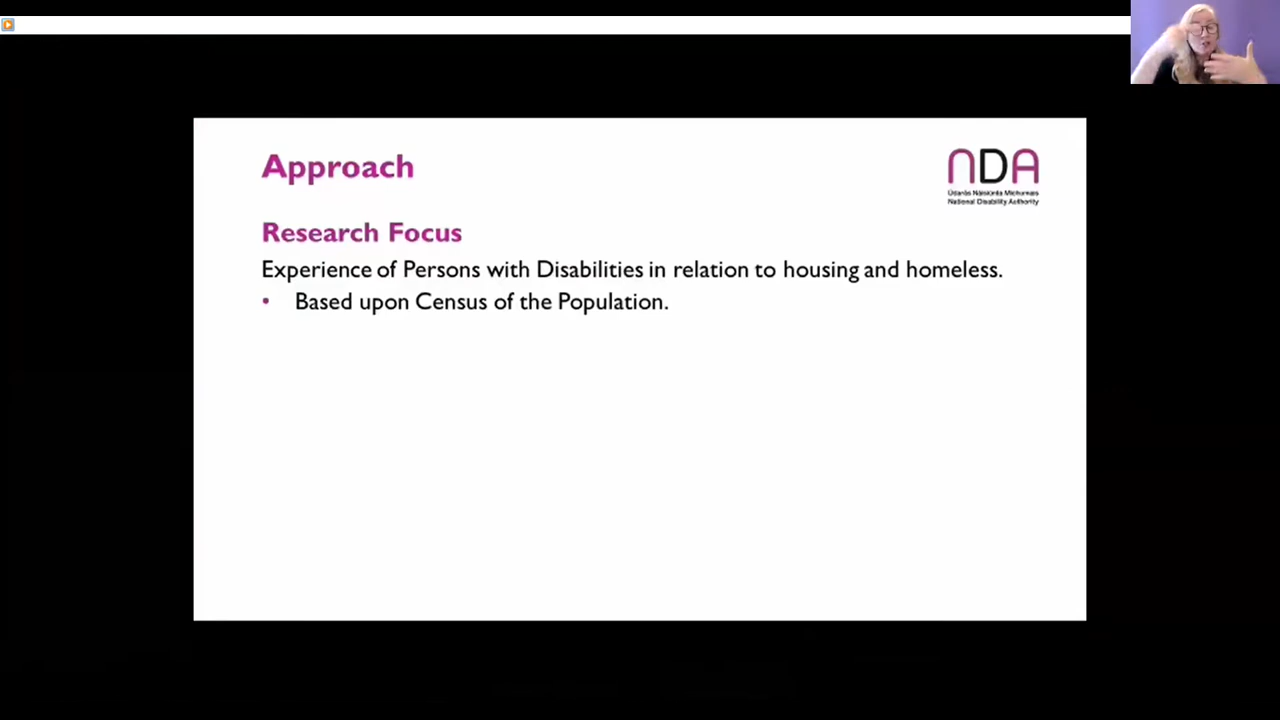 Approach
NDA
Údarás Náisiúnta Míchumais
National Disability Authority
Research Focus
Experience of Persons with Disabilities in relation to housing and homeless.
• Based upon Census of the Population.